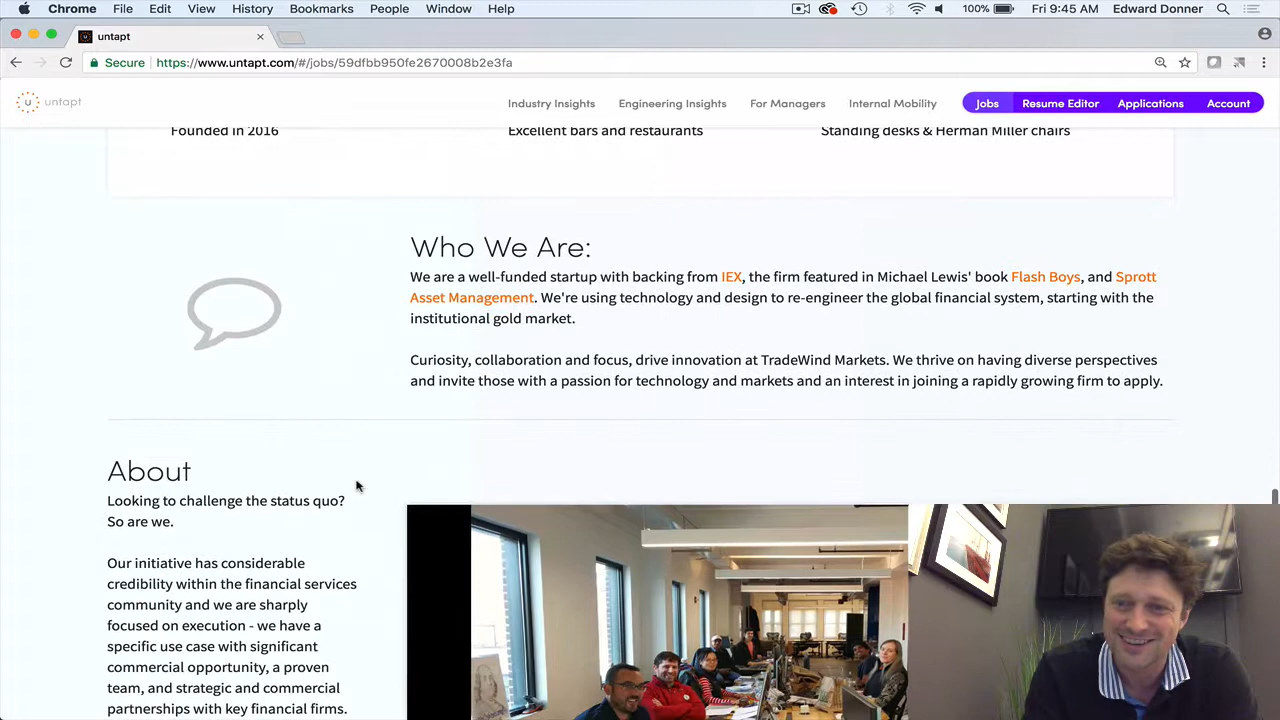 Chrome File Edit View History Bookmarks People Window Help 100% Fri 9:45 AM Edward Donner
untapt
Secure https://www.untapt.com/#/jobs/59dfbb950fe2670008b2e3fa
u untapt Industry Insights Engineering Insights For Managers Internal Mobility Jobs Resume Editor Applications Account
Founded in 2016 Excellent bars and restaurants Standing desks & Herman Miller chairs
Who We Are:
We are a well-funded startup with backing from IEX, the firm featured in Michael Lewis' book Flash Boys, and Sprott
Asset Management. We're using technology and design to re-engineer the global financial system, starting with the
institutional gold market.
Curiosity, collaboration and focus, drive innovation at TradeWind Markets. We thrive on having diverse perspectives
and invite those with a passion for technology and markets and an interest in joining a rapidly growing firm to apply.
About
Looking to challenge the status quo?
So are we.
Our initiative has considerable
credibility within the financial services
community and we are sharply
focused on execution - we have a
specific use case with significant
commercial opportunity, a proven
team, and strategic and commercial
partnerships with key financial firms.